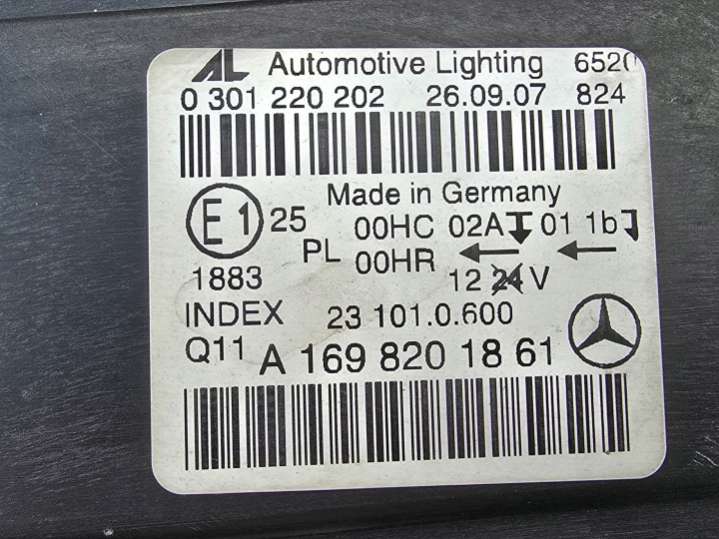 AL Automotive Lighting 6520
0 301 220 202 26.09.07 824
Made in Germany
E1 25 00HC 02A 01 1b
PL 00HR
1883 12 24 V
INDEX 23 101.0.600
Q11 A 169 820 18 61